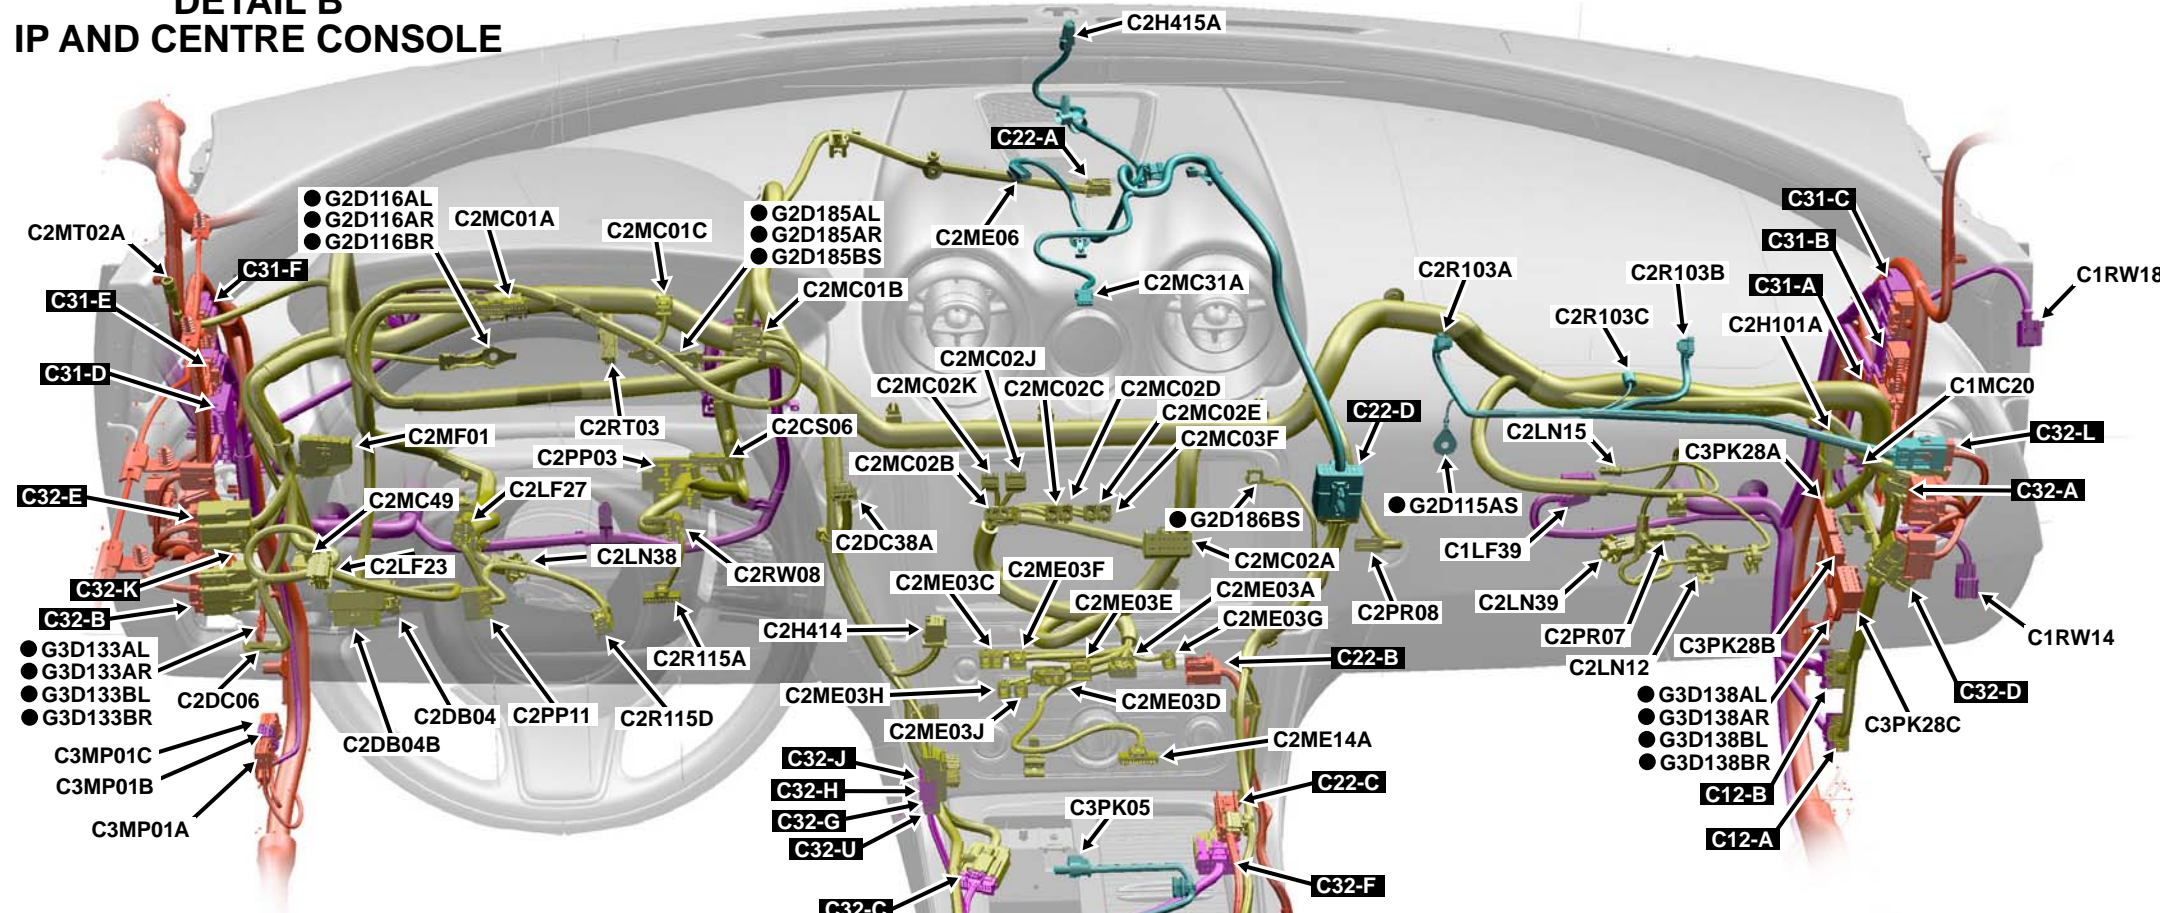 DETAIL B
IP AND CENTRE CONSOLE
C2H415A
C22-A
C31-C
G2D116AL
G2D116AR
G2D116BR
C2MC01A
C2MC01C
G2D185AL
G2D185AR
G2D185BS
C2ME06
C2MT02A
C31-F
C31-E
C31-D
C2MC01B
C2MC31A
C2R103A
C2R103B
C2R103C
C31-B
C31-A
C2H101A
C1RW18
C1MC20
C2MC02J
C2MC02K
C2MC02C
C2MC02D
C2MC02E
C2MC03F
C22-D
C2MF01
C2RT03
C2CS06
C2PP03
C2MC02B
C2LN15
C3PK28A
C32-L
C32-E
C2MC49
C2LF27
G2D186BS
G2D115AS
C32-A
C2DC38A
C2MC02A
C1LF39
C32-K
C2LF23
C2LN38
C2RW08
C2ME03C
C2ME03F
C2ME03E
C2ME03A
C2ME03G
C2PR08
C2LN39
C2PR07
C2LN12
C3PK28B
C1RW14
C32-B
G3D133AL
G3D133AR
G3D133BL
G3D133BR
C2DC06
C2H414
C2R115A
C22-B
C2ME03H
C2ME03D
C2ME03J
C2ME14A
C2DB04
C2DB04B
C2PP11
C2R115D
G3D138AL
G3D138AR
G3D138BL
G3D138BR
C32-D
C3PK28C
C3MP01C
C3MP01B
C3MP01A
C32-J
C32-H
C32-G
C32-U
C3PK05
C22-C
C12-B
C12-A
C32-F
C32-C